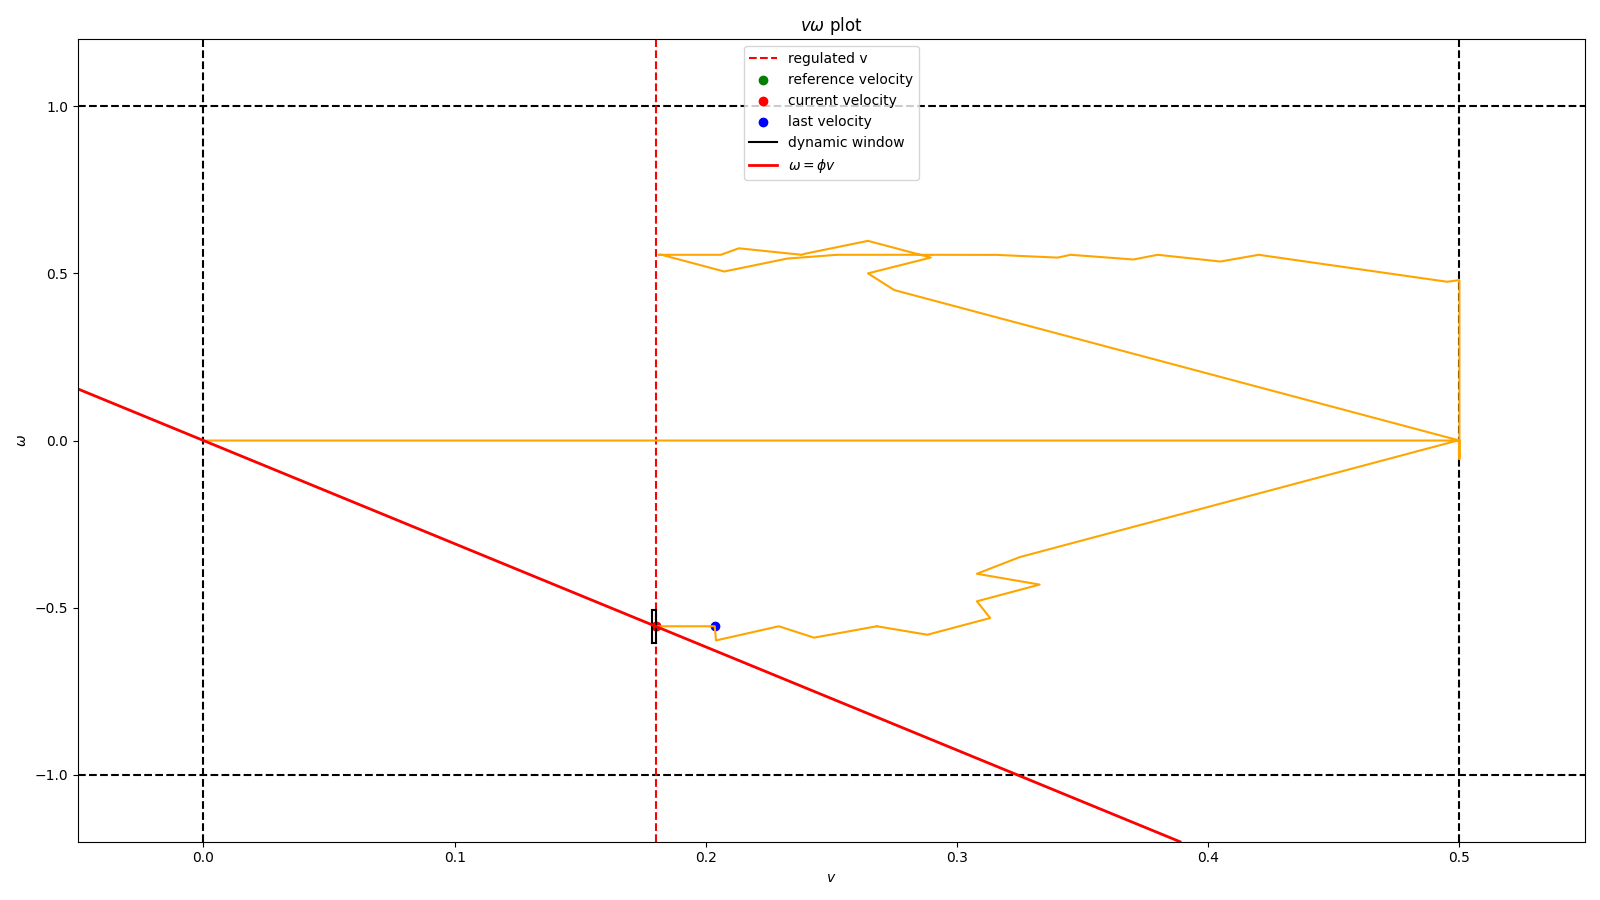 vω plot
regulated v
reference velocity
current velocity
last velocity
dynamic window
ω = ϕv
1.0
0.5
0.0
−0.5
−1.0
ω
0.0 0.1 0.2 0.3 0.4 0.5
v